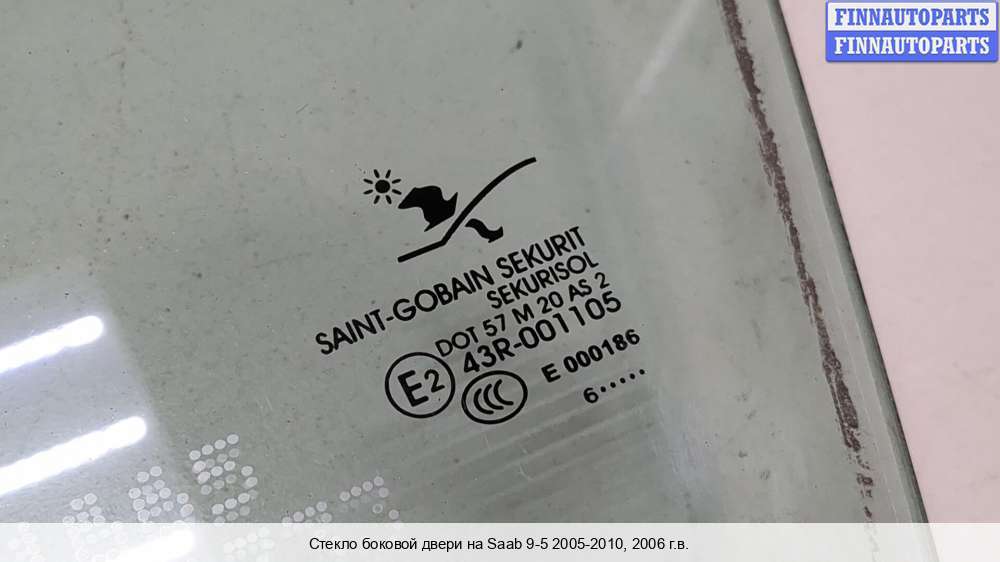 FINNAUTOPARTS
FINNAUTOPARTS
SAINT-GOBAIN SEKURIT
SEKURISOL
DOT 57 M 20 AS 2
E2 43R-001105
CCC E 000186
6·····
Стекло боковой двери на Saab 9-5 2005-2010, 2006 г.в.